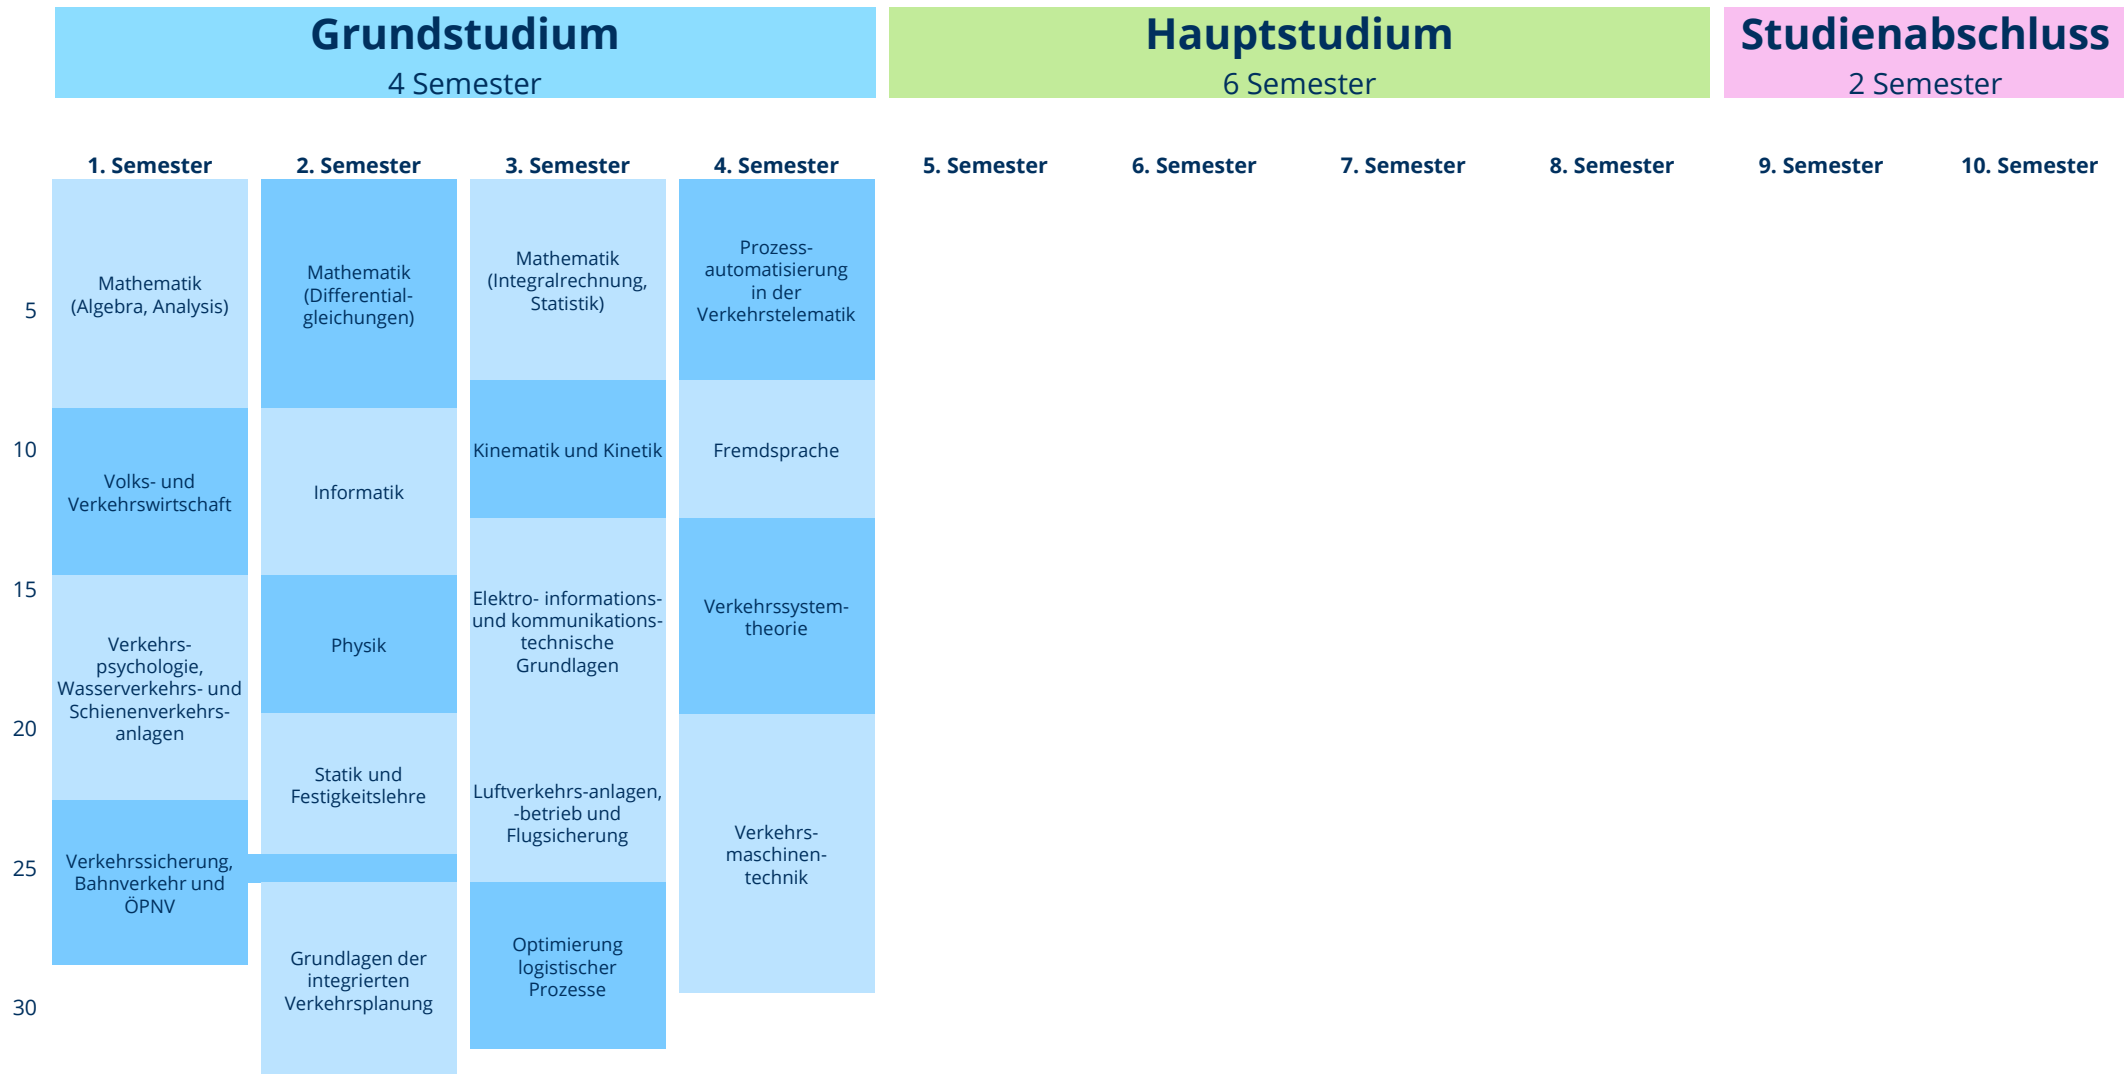 Grundstudium
4 Semester
Hauptstudium
6 Semester
Studienabschluss
2 Semester
1. Semester
2. Semester
3. Semester
4. Semester
5. Semester
6. Semester
7. Semester
8. Semester
9. Semester
10. Semester
5
10
15
20
25
30
Mathematik
(Algebra, Analysis)
Volks- und
Verkehrswirtschaft
Verkehrs-
psychologie,
Wasserverkehrs- und
Schienenverkehrs-
anlagen
Verkehrssicherung,
Bahnverkehr und
ÖPNV
Mathematik
(Differential-
gleichungen)
Informatik
Physik
Statik und
Festigkeitslehre
Grundlagen der
integrierten
Verkehrsplanung
Mathematik
(Integralrechnung,
Statistik)
Kinematik und Kinetik
Elektro- informations-
und kommunikations-
technische
Grundlagen
Luftverkehrs-anlagen,
-betrieb und
Flugsicherung
Optimierung
logistischer
Prozesse
Prozess-
automatisierung
in der
Verkehrstelematik
Fremdsprache
Verkehrssystem-
theorie
Verkehrs-
maschinen-
technik